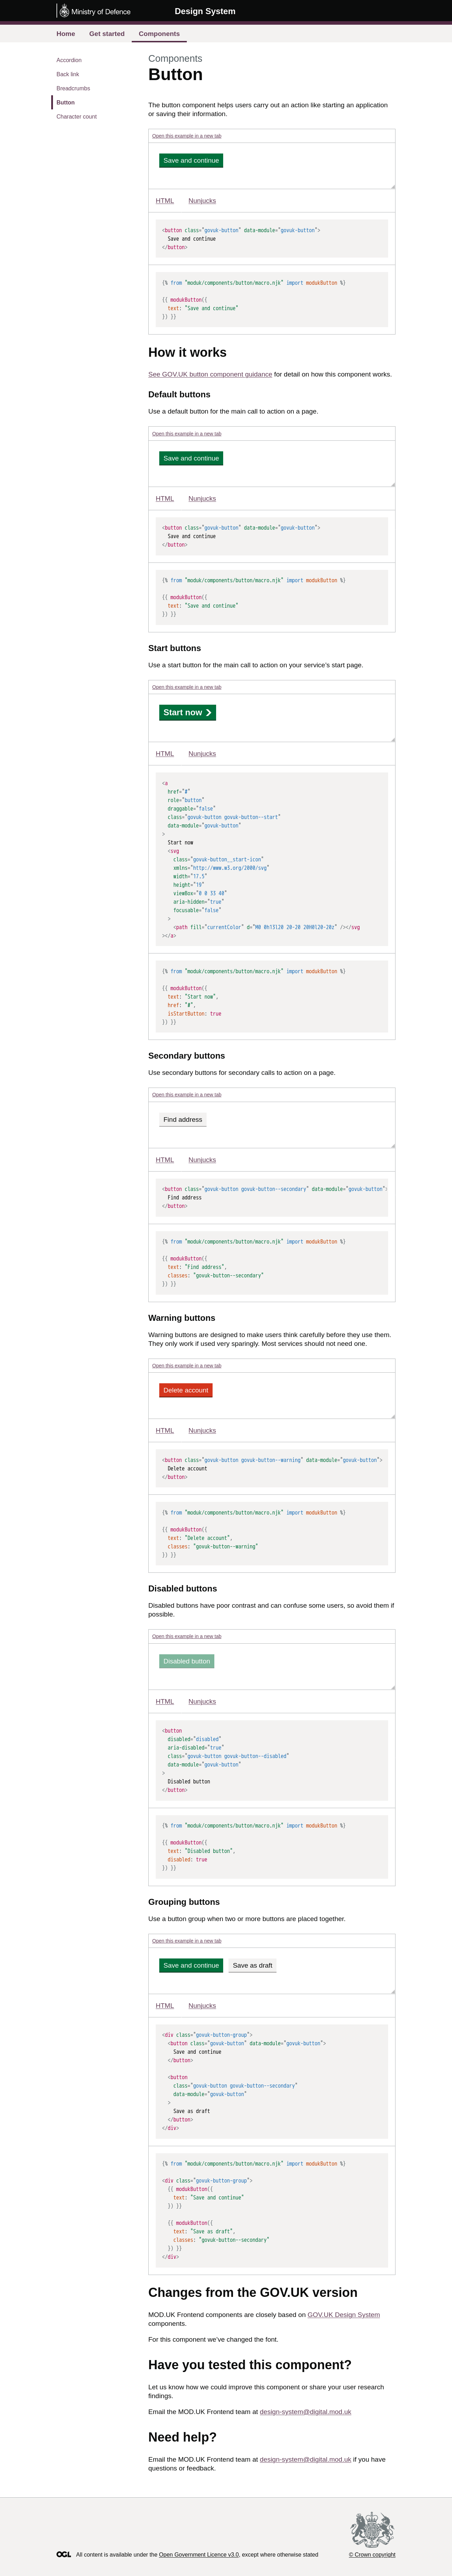 Ministry of Defence
Design System
Home
Get started
Components
Accordion
Back link
Breadcrumbs
Button
Character count
Components
Button
The button component helps users carry out an action like starting an application
or saving their information.
Open this example in a new tab
Save and continue
HTML
Nunjucks
<button class="govuk-button" data-module="govuk-button">
Save and continue
</button>
{% from "moduk/components/button/macro.njk" import modukButton %}
{{ modukButton({
text: "Save and continue"
}) }}
How it works
See GOV.UK button component guidance for detail on how this component works.
Default buttons
Use a default button for the main call to action on a page.
Open this example in a new tab
Save and continue
HTML
Nunjucks
<button class="govuk-button" data-module="govuk-button">
Save and continue
</button>
{% from "moduk/components/button/macro.njk" import modukButton %}
{{ modukButton({
text: "Save and continue"
}) }}
Start buttons
Use a start button for the main call to action on your service’s start page.
Open this example in a new tab
Start now
HTML
Nunjucks
<a
href="#"
role="button"
draggable="false"
class="govuk-button govuk-button--start"
data-module="govuk-button"
>
Start now
<svg
class="govuk-button__start-icon"
xmlns="http://www.w3.org/2000/svg"
width="17.5"
height="19"
viewBox="0 0 33 40"
aria-hidden="true"
focusable="false"
>
<path fill="currentColor" d="M0 0h13l20 20-20 20H0l20-20z" /></svg
></a>
{% from "moduk/components/button/macro.njk" import modukButton %}
{{ modukButton({
text: "Start now",
href: "#",
isStartButton: true
}) }}
Secondary buttons
Use secondary buttons for secondary calls to action on a page.
Open this example in a new tab
Find address
HTML
Nunjucks
<button class="govuk-button govuk-button--secondary" data-module="govuk-button">
Find address
</button>
{% from "moduk/components/button/macro.njk" import modukButton %}
{{ modukButton({
text: "Find address",
classes: "govuk-button--secondary"
}) }}
Warning buttons
Warning buttons are designed to make users think carefully before they use them.
They only work if used very sparingly. Most services should not need one.
Open this example in a new tab
Delete account
HTML
Nunjucks
<button class="govuk-button govuk-button--warning" data-module="govuk-button">
Delete account
</button>
{% from "moduk/components/button/macro.njk" import modukButton %}
{{ modukButton({
text: "Delete account",
classes: "govuk-button--warning"
}) }}
Disabled buttons
Disabled buttons have poor contrast and can confuse some users, so avoid them if
possible.
Open this example in a new tab
Disabled button
HTML
Nunjucks
<button
disabled="disabled"
aria-disabled="true"
class="govuk-button govuk-button--disabled"
data-module="govuk-button"
>
Disabled button
</button>
{% from "moduk/components/button/macro.njk" import modukButton %}
{{ modukButton({
text: "Disabled button",
disabled: true
}) }}
Grouping buttons
Use a button group when two or more buttons are placed together.
Open this example in a new tab
Save and continue
Save as draft
HTML
Nunjucks
<div class="govuk-button-group">
<button class="govuk-button" data-module="govuk-button">
Save and continue
</button>
<button
class="govuk-button govuk-button--secondary"
data-module="govuk-button"
>
Save as draft
</button>
</div>
{% from "moduk/components/button/macro.njk" import modukButton %}
<div class="govuk-button-group">
{{ modukButton({
text: "Save and continue"
}) }}
{{ modukButton({
text: "Save as draft",
classes: "govuk-button--secondary"
}) }}
</div>
Changes from the GOV.UK version
MOD.UK Frontend components are closely based on GOV.UK Design System
components.
For this component we’ve changed the font.
Have you tested this component?
Let us know how we could improve this component or share your user research
findings.
Email the MOD.UK Frontend team at design-system@digital.mod.uk
Need help?
Email the MOD.UK Frontend team at design-system@digital.mod.uk if you have
questions or feedback.
OGL
All content is available under the Open Government Licence v3.0, except where otherwise stated
© Crown copyright